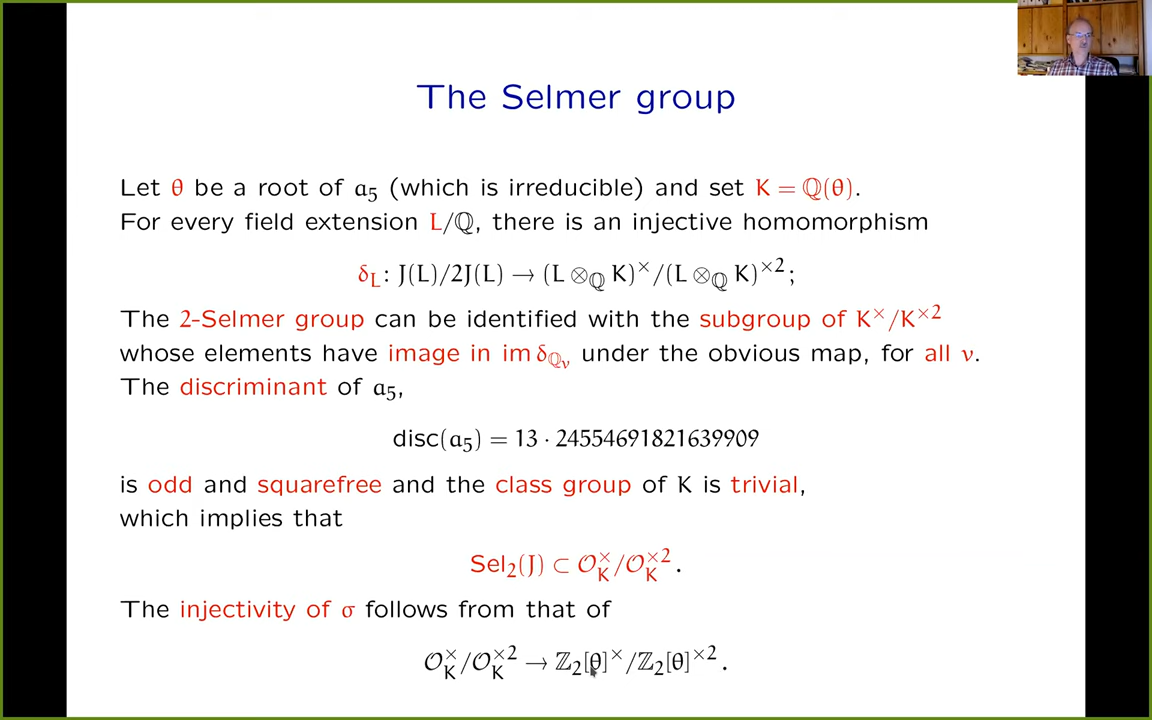 The Selmer group
Let θ be a root of a₅ (which is irreducible) and set K = ℚ(θ).
For every field extension L/ℚ, there is an injective homomorphism
δ_L : J(L)/2J(L) → (L ⊗_ℚ K)^×/(L ⊗_ℚ K)^×2;
The 2-Selmer group can be identified with the subgroup of K^×/K^×2
whose elements have image in im δ_ℚ_v under the obvious map, for all v.
The discriminant of a₅,
disc(a₅) = 13 · 24554691821639909
is odd and squarefree and the class group of K is trivial,
which implies that
Sel₂(J) ⊂ 𝒪_K^×/𝒪_K^×2.
The injectivity of σ follows from that of
𝒪_K^×/𝒪_K^×2 → ℤ₂[θ]^×/ℤ₂[θ]^×2.